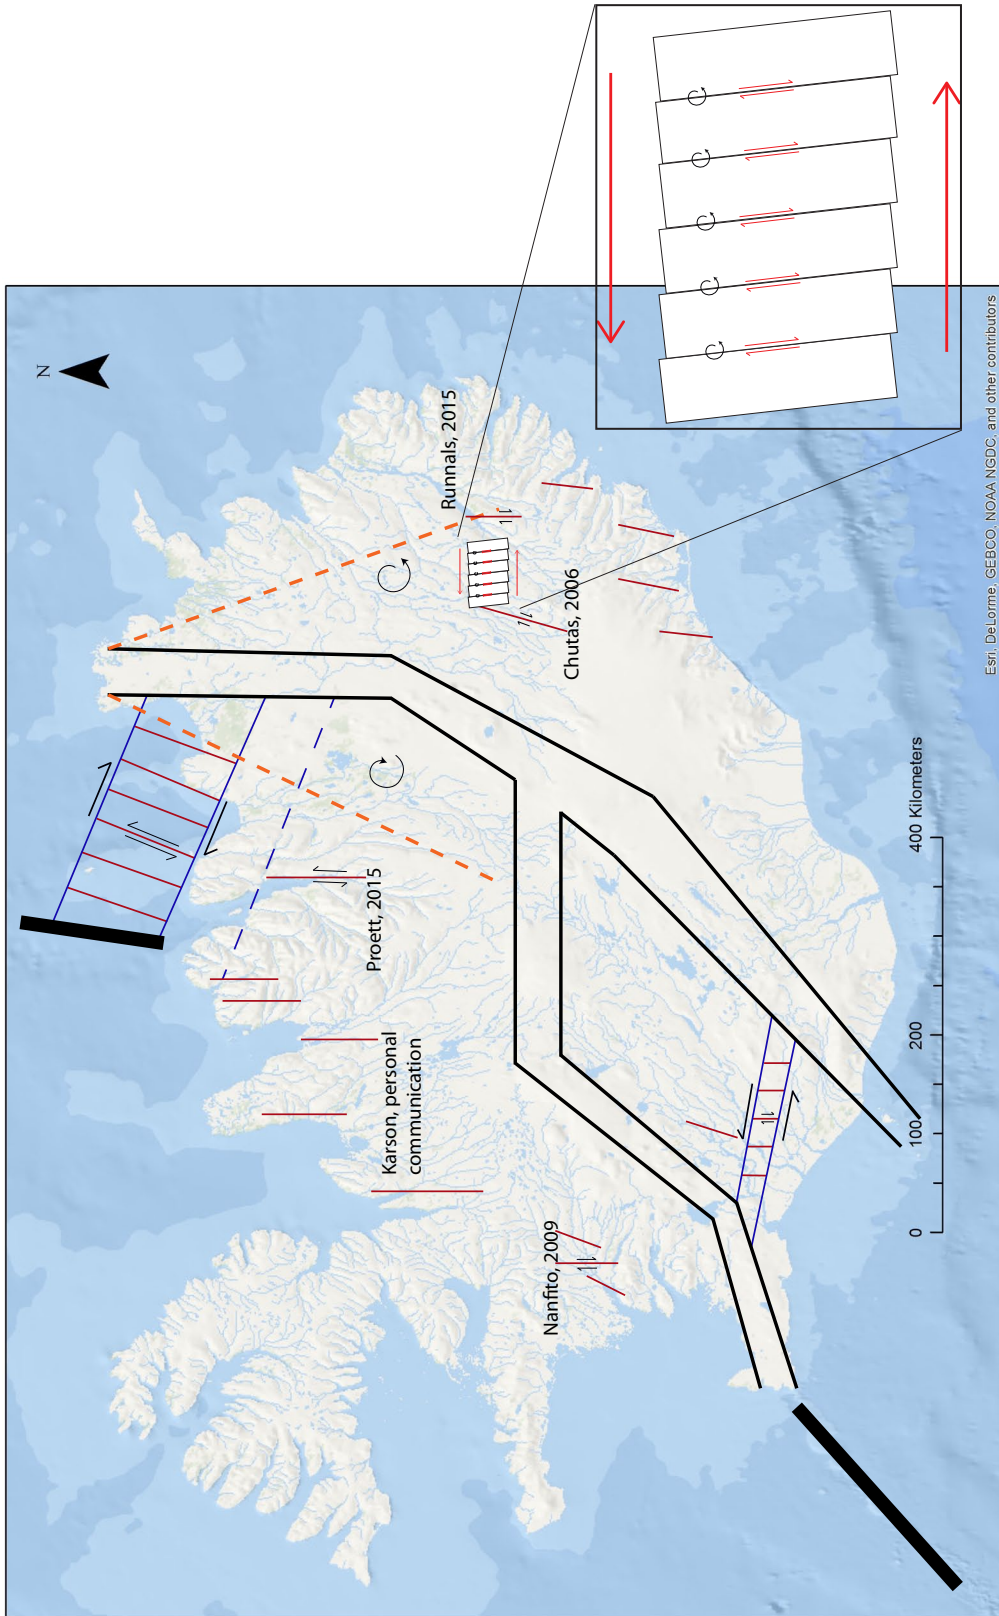 N
Runnals, 2015
Chutas, 2006
Proett, 2015
Karson, personal
communication
Nanfito, 2009
0
100
200
400 Kilometers
Esri, DeLorme, GEBCO, NOAA NGDC, and other contributors